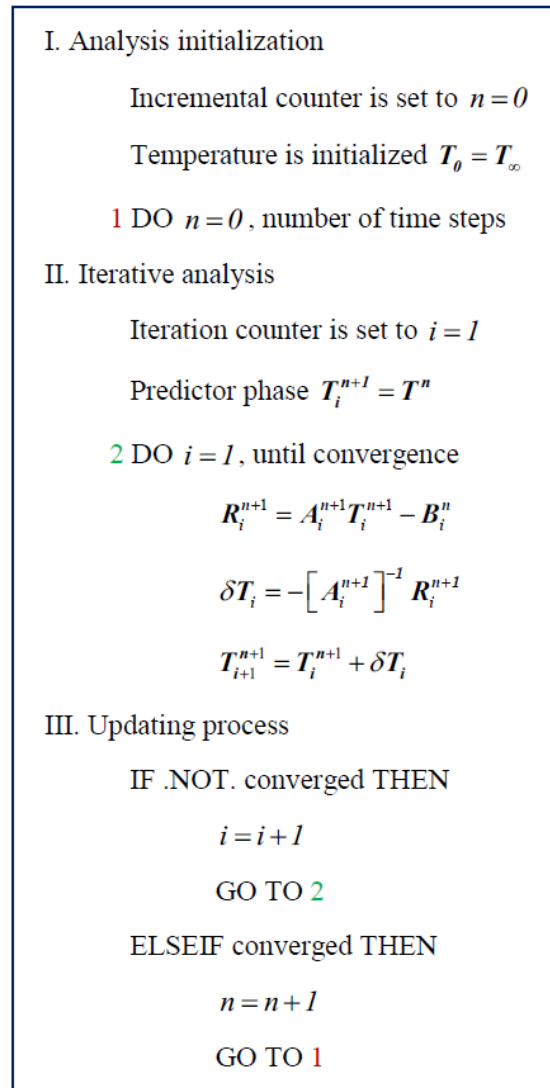 I. Analysis initialization
Incremental counter is set to n = 0
Temperature is initialized T₀ = T∞
1 DO n = 0, number of time steps
II. Iterative analysis
Iteration counter is set to i = 1
Predictor phase Tᵢⁿ⁺¹ = Tⁿ
2 DO i = 1, until convergence
Rᵢⁿ⁺¹ = Aᵢⁿ⁺¹Tᵢⁿ⁺¹ − Bᵢⁿ
δTᵢ = −[Aᵢⁿ⁺¹]⁻¹ Rᵢⁿ⁺¹
Tᵢ₊₁ⁿ⁺¹ = Tᵢⁿ⁺¹ + δTᵢ
III. Updating process
IF .NOT. converged THEN
i = i + 1
GO TO 2
ELSEIF converged THEN
n = n + 1
GO TO 1